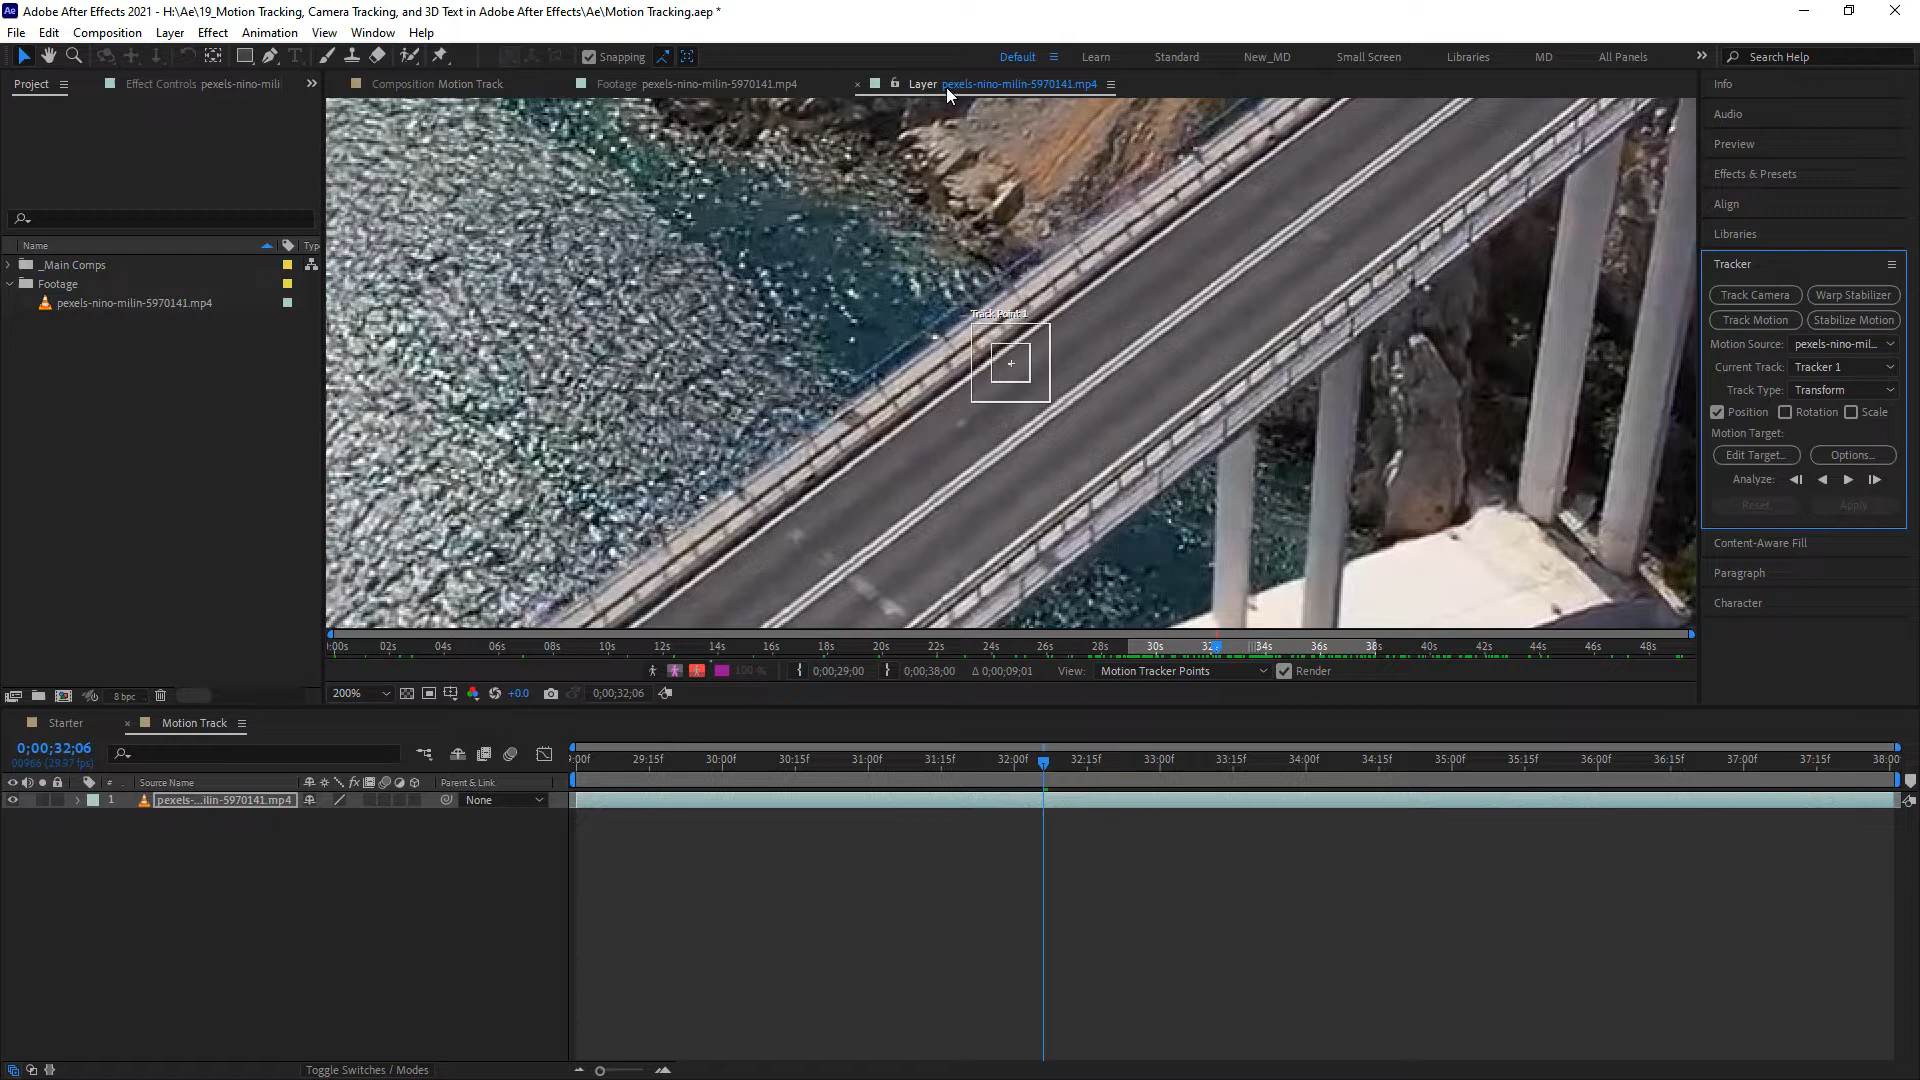 Adobe After Effects 2021 - H:\Ae\19_Motion Tracking, Camera Tracking, and 3D Text in Adobe After Effects\Ae\Motion Tracking.aep *
File Edit Composition Layer Effect Animation View Window Help
Snapping Default Learn Standard New_MD Small Screen Libraries MD All Panels Search Help
Project Effect Controls pexels-nino-mili Composition Motion Track Footage pexels-nino-milin-5970141.mp4 Layer pexels-nino-milin-5970141.mp4 Info
Audio
Preview
Effects & Presets
Align
Libraries
Name Typ
_Main Comps
Footage
pexels-nino-milin-5970141.mp4
Track Point 1
Tracker
Track Camera Warp Stabilizer
Track Motion Stabilize Motion
Motion Source: pexels-nino-mil...
Current Track: Tracker 1
Track Type: Transform
Position Rotation Scale
Motion Target:
Edit Target... Options...
Analyze:
Reset Apply
Content-Aware Fill
Paragraph
Character
:00s 02s 04s 06s 08s 10s 12s 14s 16s 18s 20s 22s 24s 26s 28s 30s 32s 34s 36s 38s 40s 42s 44s 46s 48s
100 % 0;00;29;00 0;00;38;00 Δ 0;00;09;01 View: Motion Tracker Points Render
8 bpc 200% +0.0 0;00;32;06
Starter Motion Track
0;00;32;06
00966 (29.97 fps)
:00f 29:15f 30:00f 30:15f 31:00f 31:15f 32:00f 32:15f 33:00f 33:15f 34:00f 34:15f 35:00f 35:15f 36:00f 36:15f 37:00f 37:15f 38:00
# Source Name fx Parent & Link
1 pexels-...ilin-5970141.mp4 None
Toggle Switches / Modes